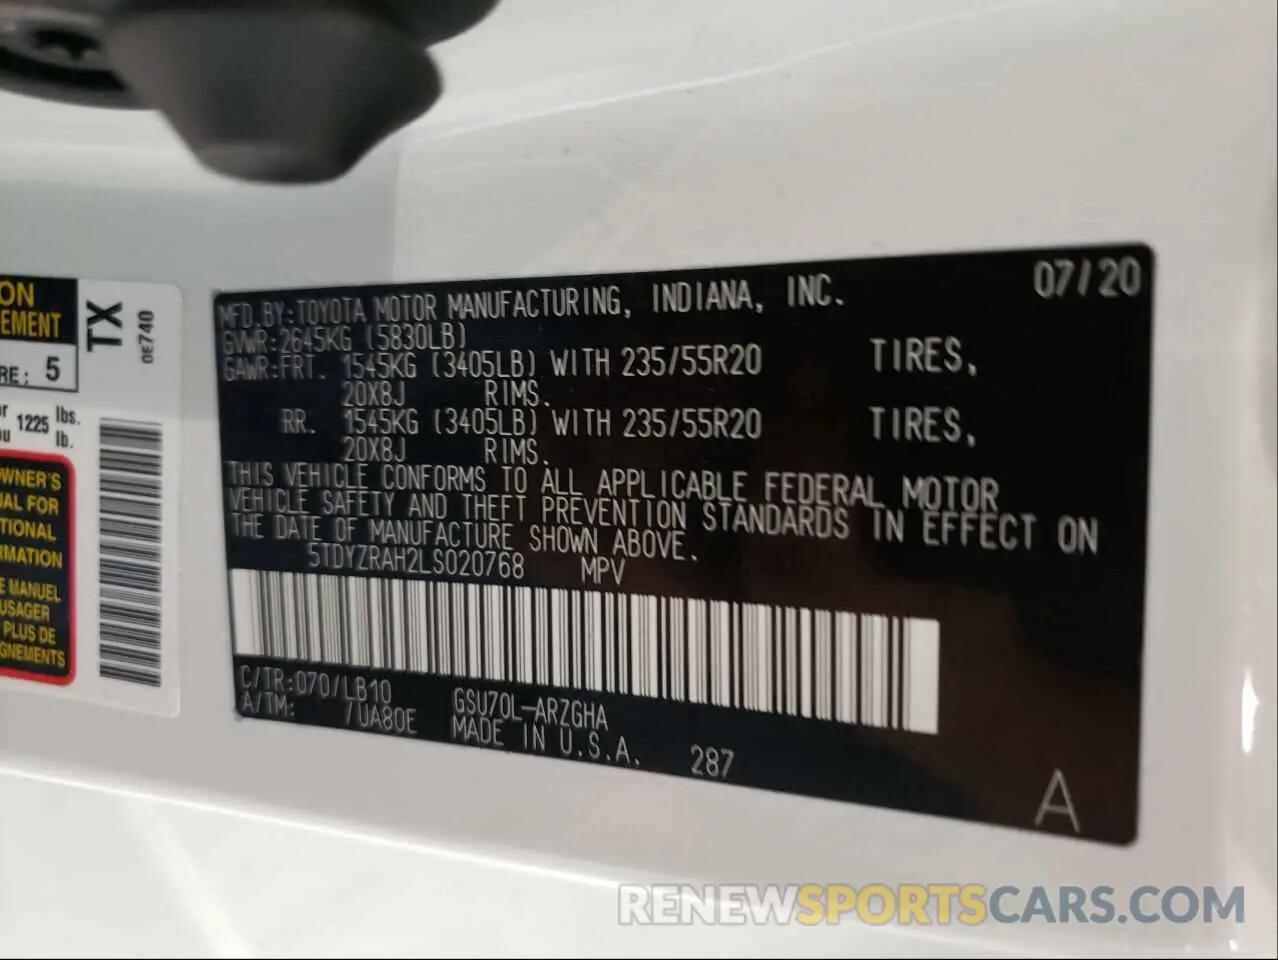 ON
EMENT
RE: 5
1225 lbs.
lb.
OWNER'S
AL FOR
TIONAL
RMATION
E MANUEL
USAGER
PLUS DE
GNEMENTS
TX
0E740
07/20
MFD.BY:TOYOTA MOTOR MANUFACTURING, INDIANA, INC.
GVWR:2645KG (5830LB)
GAWR:FRT. 1545KG (3405LB) WITH 235/55R20 TIRES,
20X8J RIMS.
RR. 1545KG (3405LB) WITH 235/55R20 TIRES,
20X8J RIMS.
THIS VEHICLE CONFORMS TO ALL APPLICABLE FEDERAL MOTOR
VEHICLE SAFETY AND THEFT PREVENTION STANDARDS IN EFFECT ON
THE DATE OF MANUFACTURE SHOWN ABOVE.
5TDYZRAH2LS020768 MPV
C/TR:070/LB10 GSU70L-ARZGHA
A/TM: /UA80E MADE IN U.S.A. 287
A
RENEWSPORTSCARS.COM